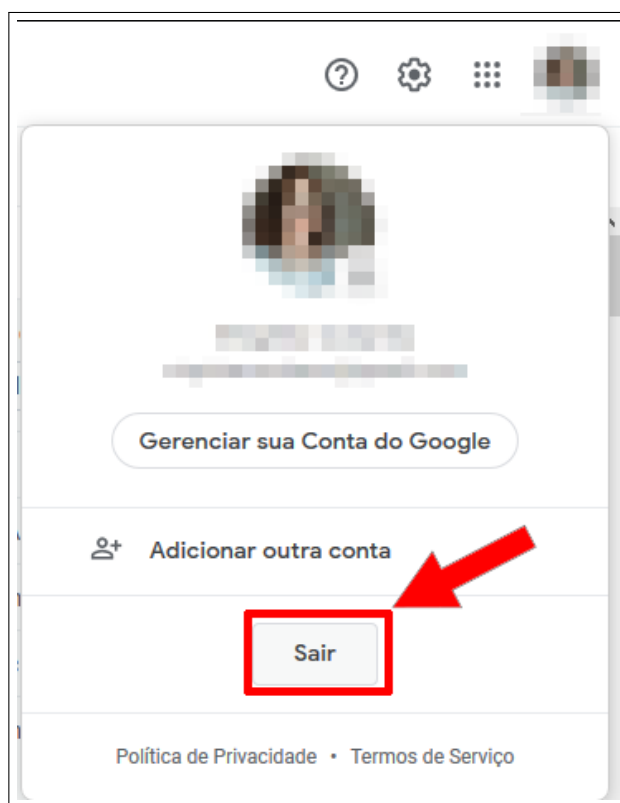 Gerenciar sua Conta do Google
Adicionar outra conta
Sair
Política de Privacidade • Termos de Serviço